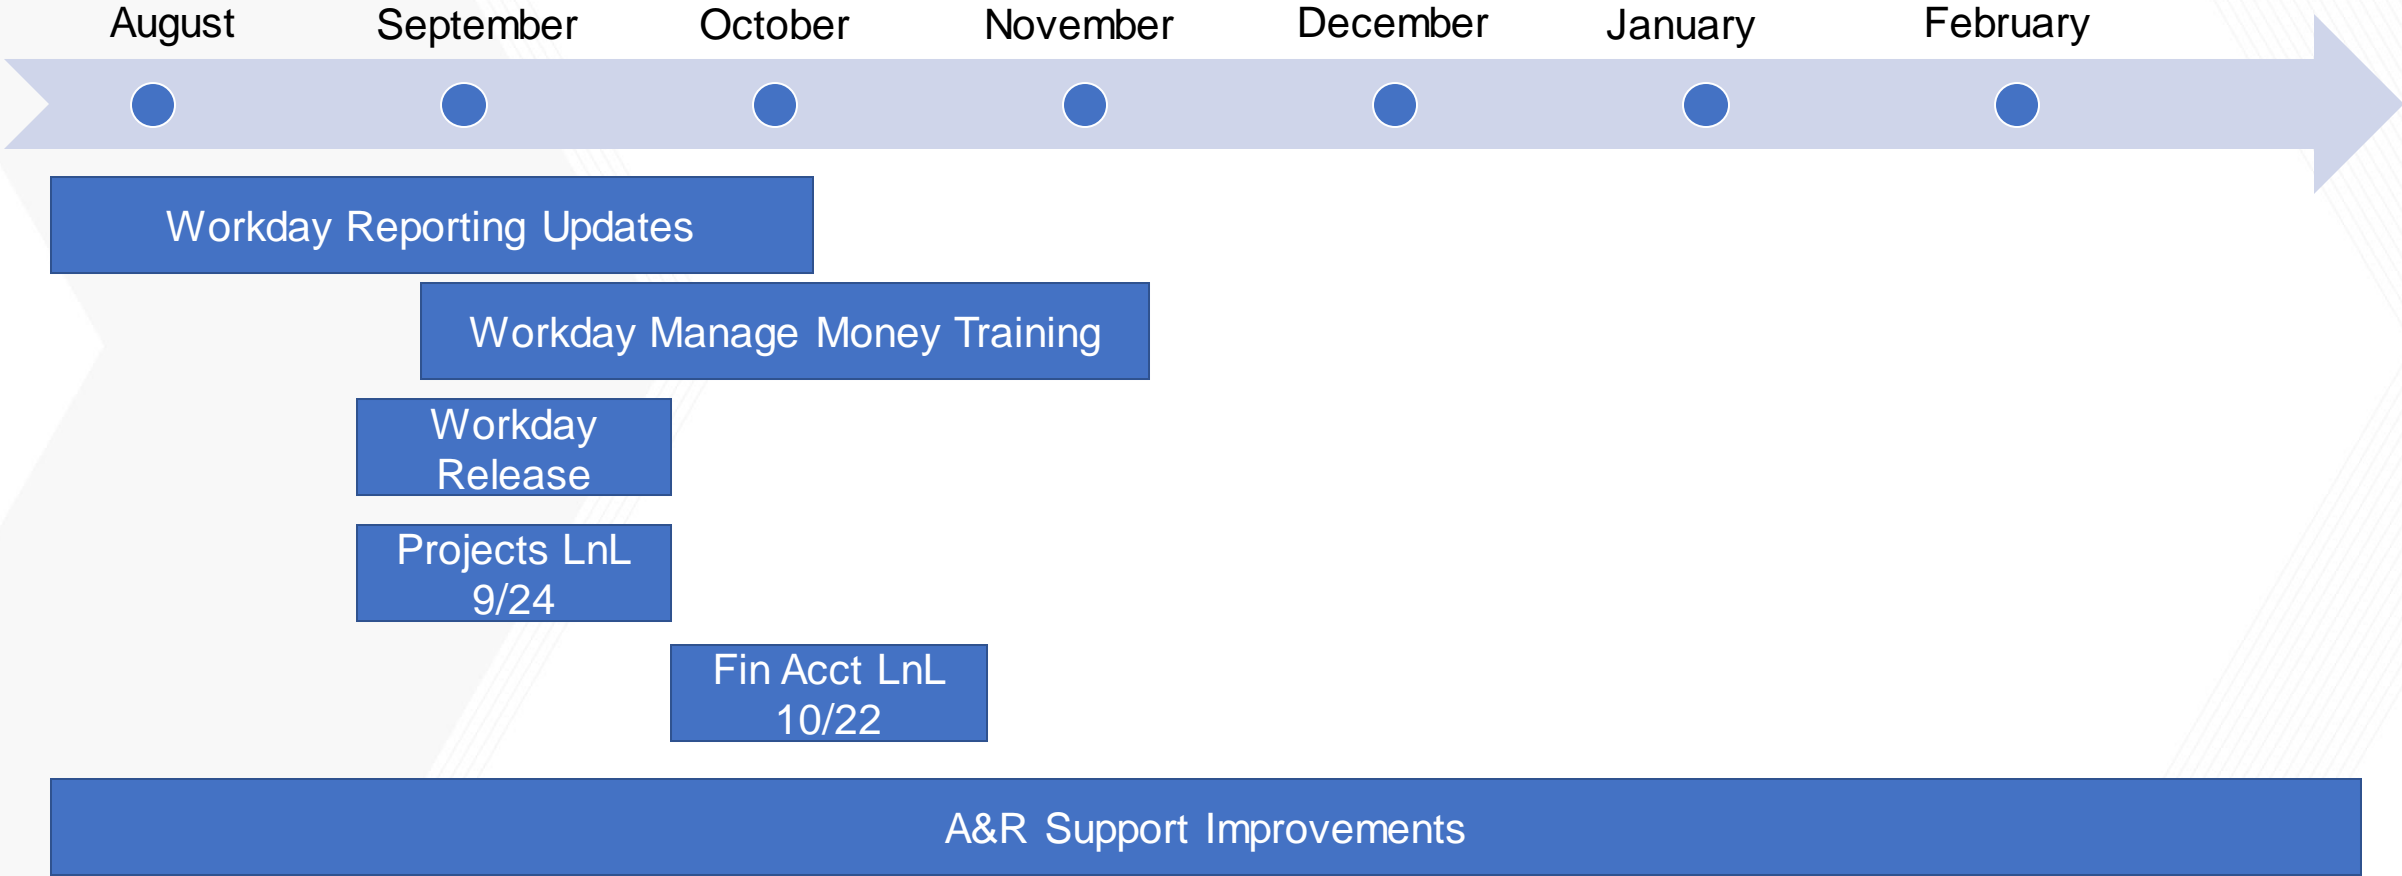 August September October November December January February
Workday Reporting Updates
Workday Manage Money Training
Workday
Release
Projects LnL
9/24
Fin Acct LnL
10/22
A&R Support Improvements